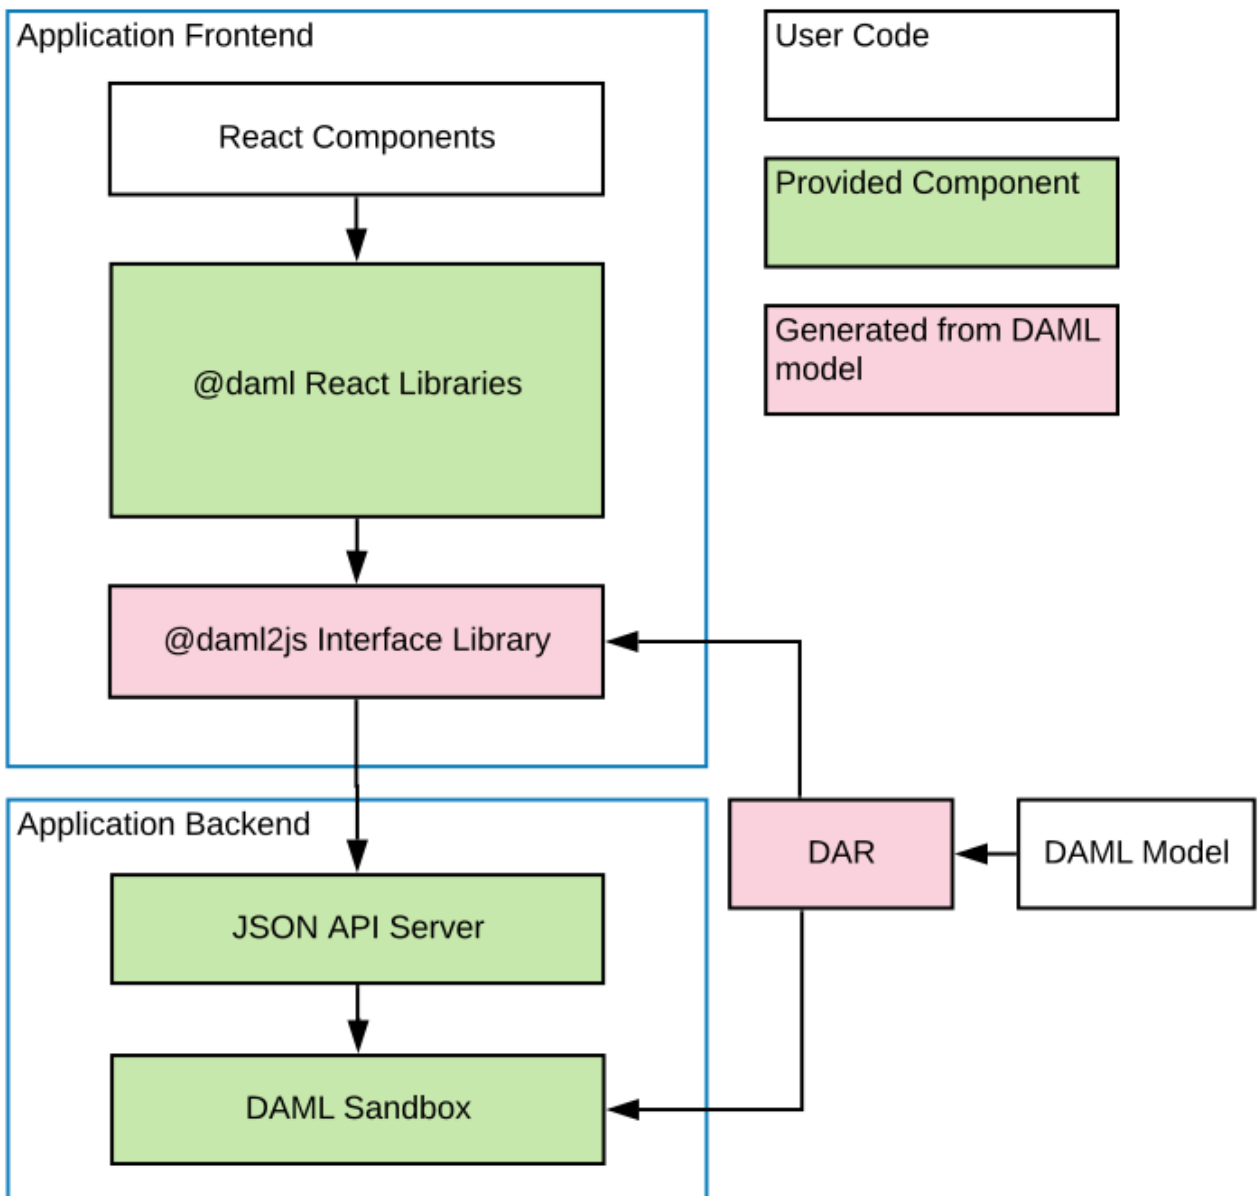 Application Frontend
React Components
@daml React Libraries
@daml2js Interface Library
User Code
Provided Component
Generated from DAML
model
Application Backend
JSON API Server
DAML Sandbox
DAR
DAML Model